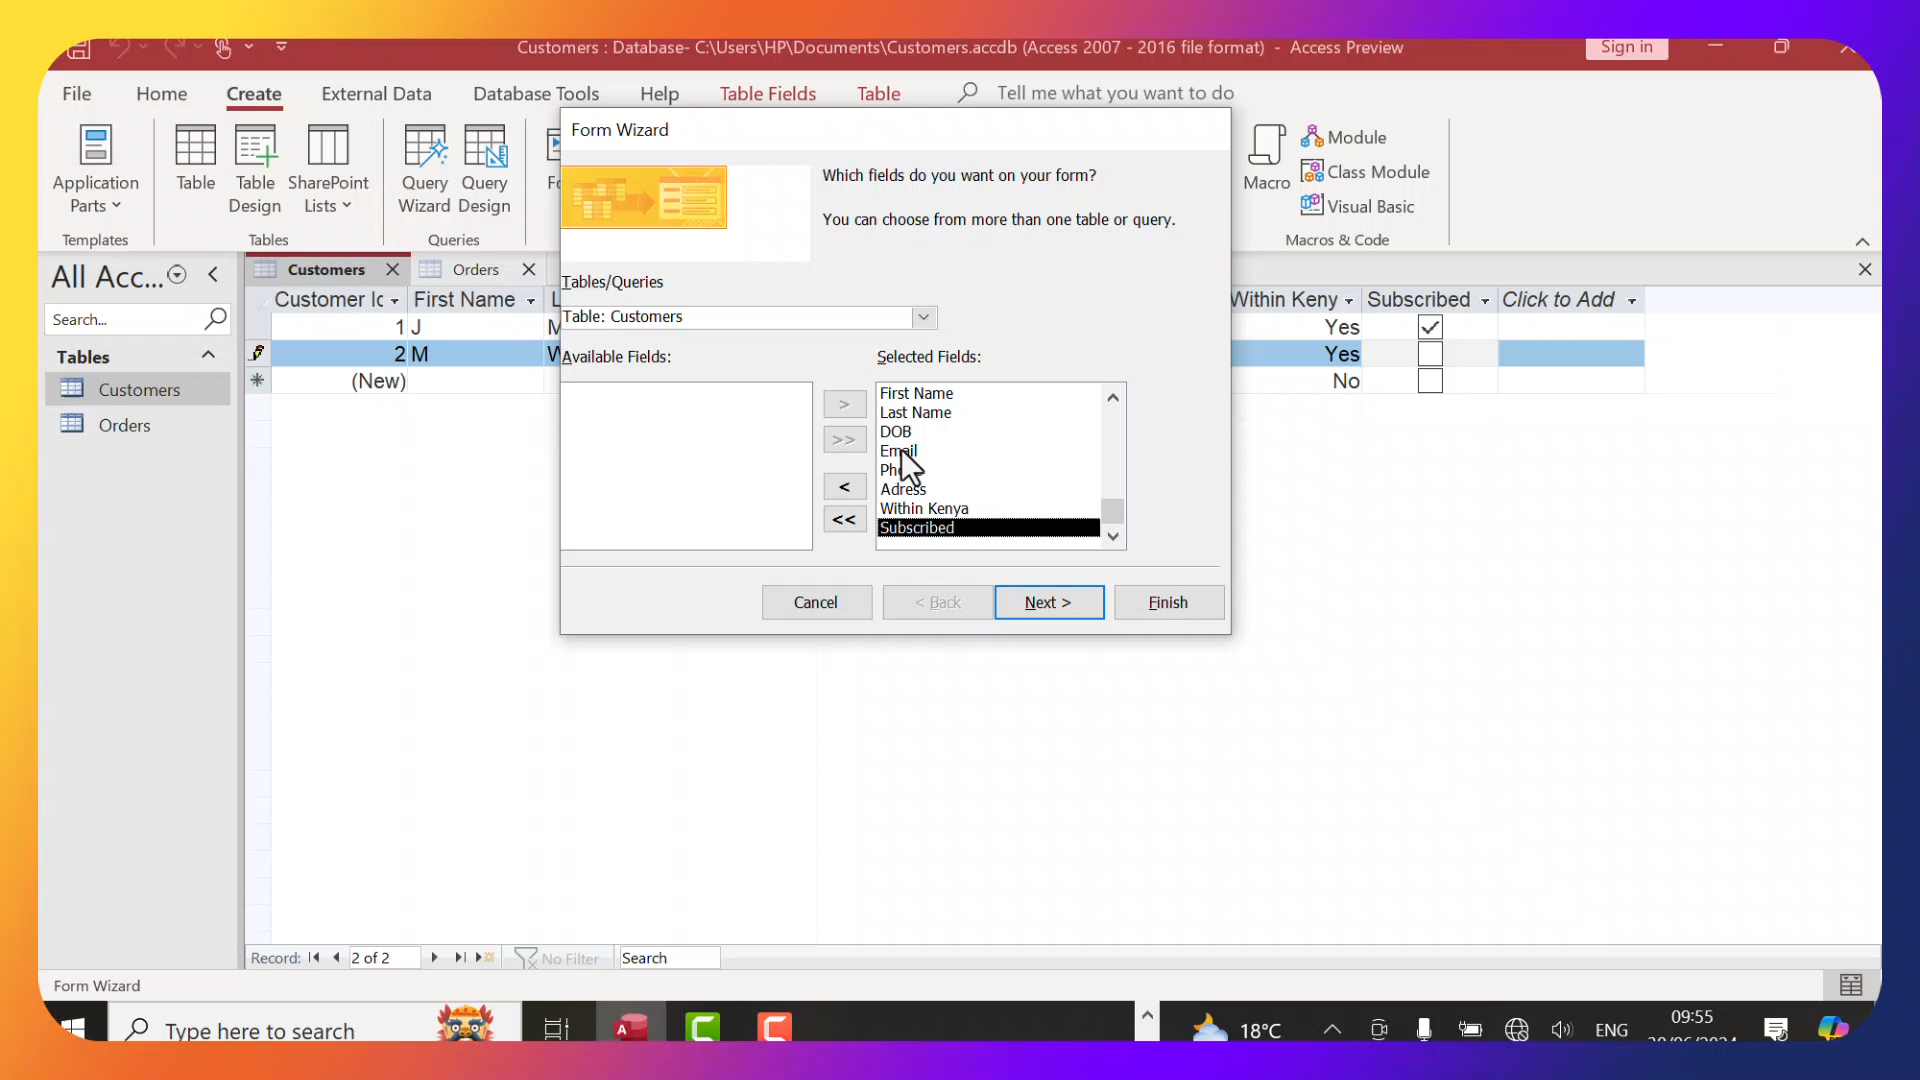 Customers : Database- C:\Users\HP\Documents\Customers.accdb (Access 2007 - 2016 file format) - Access Preview
Sign in
File Home Create External Data Database Tools Help Table Fields Table Tell me what you want to do
Application Parts
Templates
Table
Table Design
SharePoint Lists
Tables
Query Wizard
Query Design
Queries
Macro
Module
Class Module
Visual Basic
Macros & Code
All Acc...
Search...
Tables
Customers
Orders
Customers Orders
Customer Id First Name Within Keny Subscribed Click to Add
1 J Yes
2 M Yes
(New) No
Form Wizard
Which fields do you want on your form?
You can choose from more than one table or query.
Tables/Queries
Table: Customers
Available Fields:
Selected Fields:
First Name
Last Name
DOB
Email
Adress
Within Kenya
Subscribed
>
>>
<
<<
Cancel < Back Next > Finish
Record: 2 of 2 No Filter Search
Form Wizard
Type here to search
18°C ENG 09:55